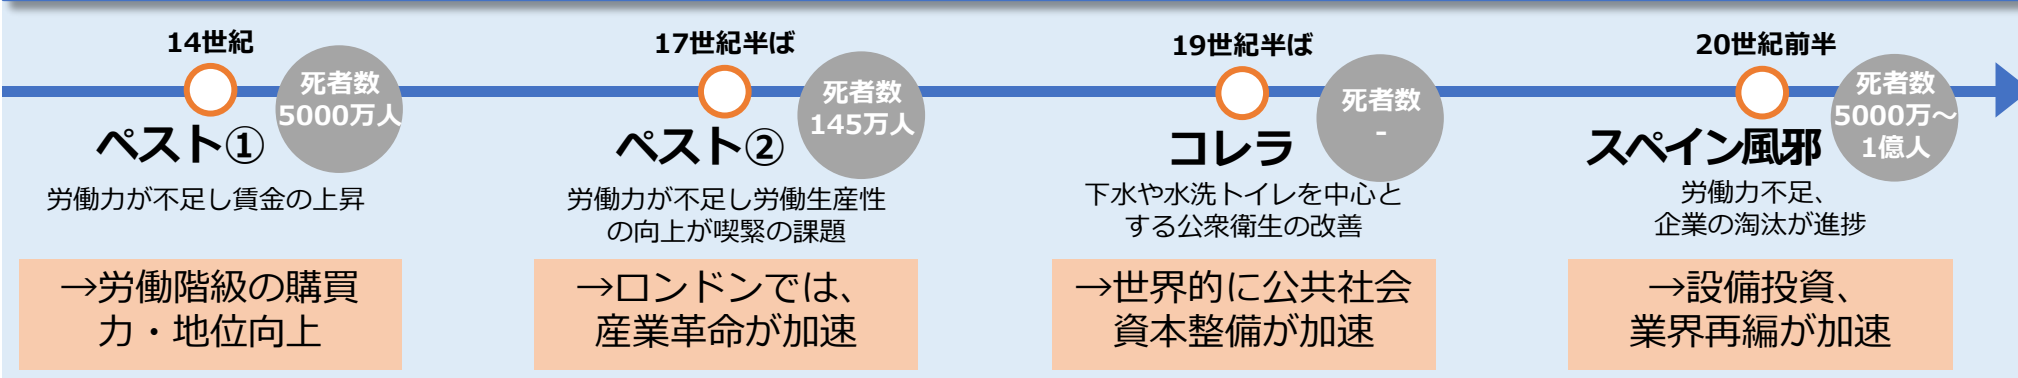 14世紀
死者数
5000万人
ペスト①
労働力が不足し賃金の上昇
→労働階級の購買
力・地位向上
17世紀半ば
死者数
145万人
ペスト②
労働力が不足し労働生産性
の向上が喫緊の課題
→ロンドンでは、
産業革命が加速
19世紀半ば
死者数
-
コレラ
下水や水洗トイレを中心と
する公衆衛生の改善
→世界的に公共社会
資本整備が加速
20世紀前半
死者数
5000万～
1億人
スペイン風邪
労働力不足、
企業の淘汰が進捗
→設備投資、
業界再編が加速